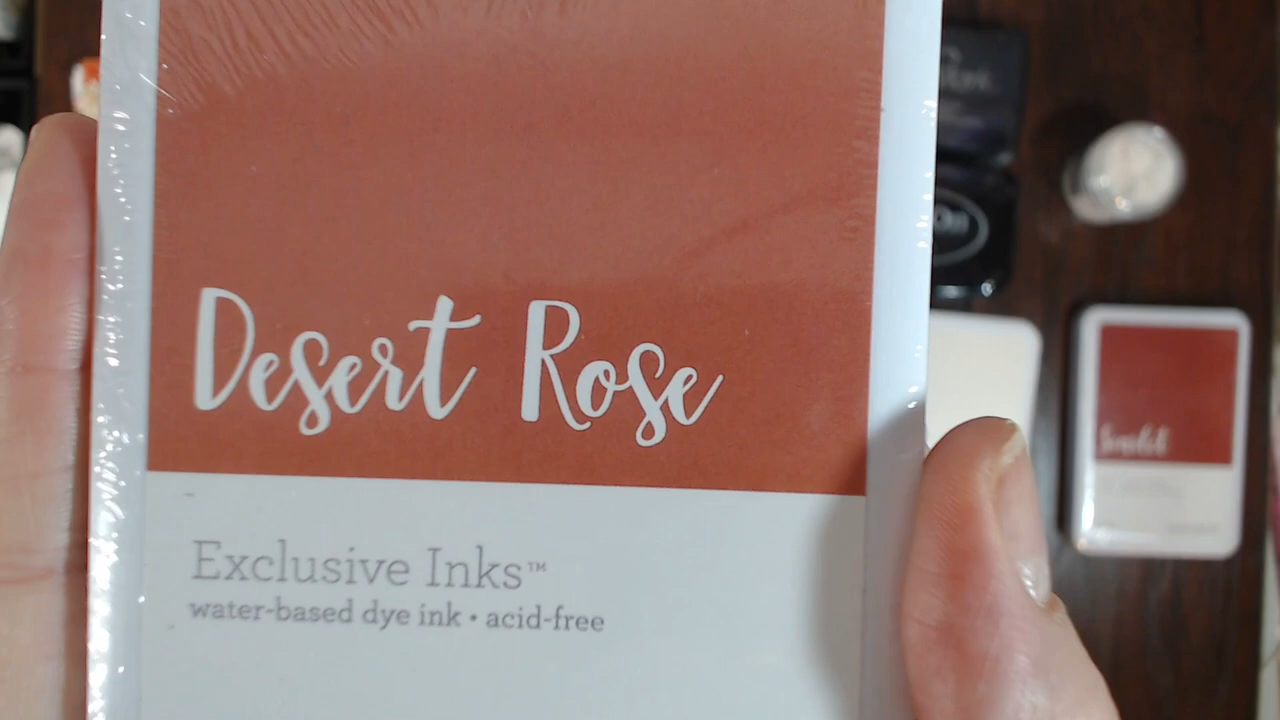 Desert Rose
Exclusive Inks™
water-based dye ink • acid-free